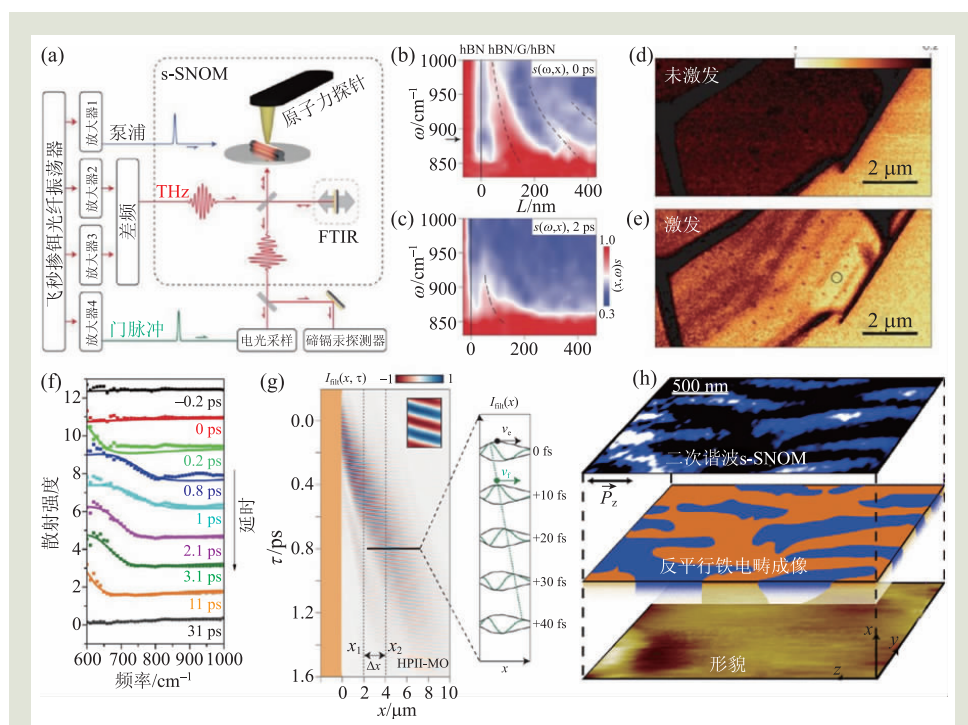 (a)
s-SNOM
原子力探针
飞秒掺铒光纤振荡器
放大器1
放大器2
放大器3
放大器4
泵浦
差频
THz
FTIR
门脉冲
电光采样
碲镉汞探测器
(b)
hBN hBN/G/hBN
s(ω,x), 0 ps
ω/cm⁻¹
1000
950
900
850
0 200 400
L/nm
(c)
s(ω,x), 2 ps
ω/cm⁻¹
1000
950
900
850
0 200 400
1.0
s(ω,x)
0.3
(d)
未激发
2 μm
(e)
激发
2 μm
(f)
散射强度
12
10
8
6
4
2
0
−0.2 ps
0 ps
0.2 ps
0.8 ps
1 ps
2.1 ps
3.1 ps
11 ps
31 ps
延时
600 700 800 900 1000
频率/cm⁻¹
(g)
I_filt(x, τ)
−1 1
τ/ps
0.0
0.4
0.8
1.2
1.6
x₁ x₂
Δx
HPII-MO
0 2 4 6 8 10
x/μm
I_filt(x)
v_c
0 fs
v_f
+10 fs
+20 fs
+30 fs
+40 fs
x
(h)
500 nm
二次谐波s-SNOM
P_z
反平行铁电畴成像
形貌
x
y
z